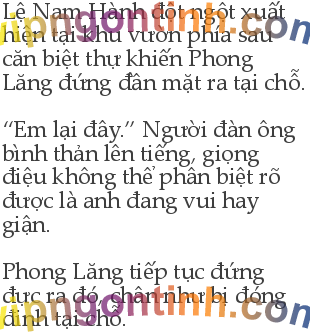 Lệ Nam Hành đột ngột xuất
hiện tại khu vườn phía sau
căn biệt thự khiến Phong
Lăng đứng đần mặt ra tại chỗ.
“Em lại đây.” Người đàn ông
bình thản lên tiếng, giọng
điệu không thể phân biệt rõ
được là anh đang vui hay
giận.
Phong Lăng tiếp tục đứng
đực ra đó, chân như bị đóng
đinh tại chỗ.